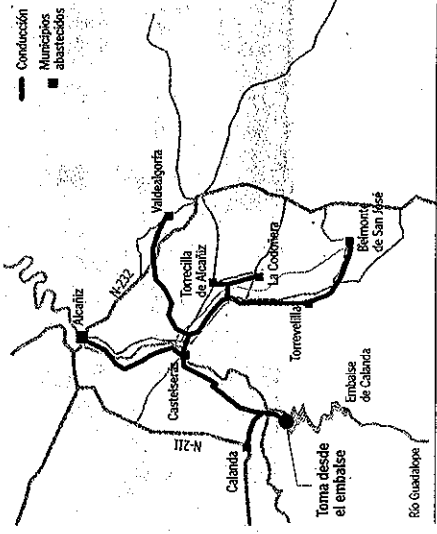 Conducción
Municipios
abastecidos
Alcañiz
N-232
Valdealgorfa
Torrecilla
de Alcañiz
La Codoñera
Castelserás
N-211
Calanda
Torrevelilla
Belmonte
de San José
Embalse
de Calanda
Toma desde
el embalse
Río Guadalope